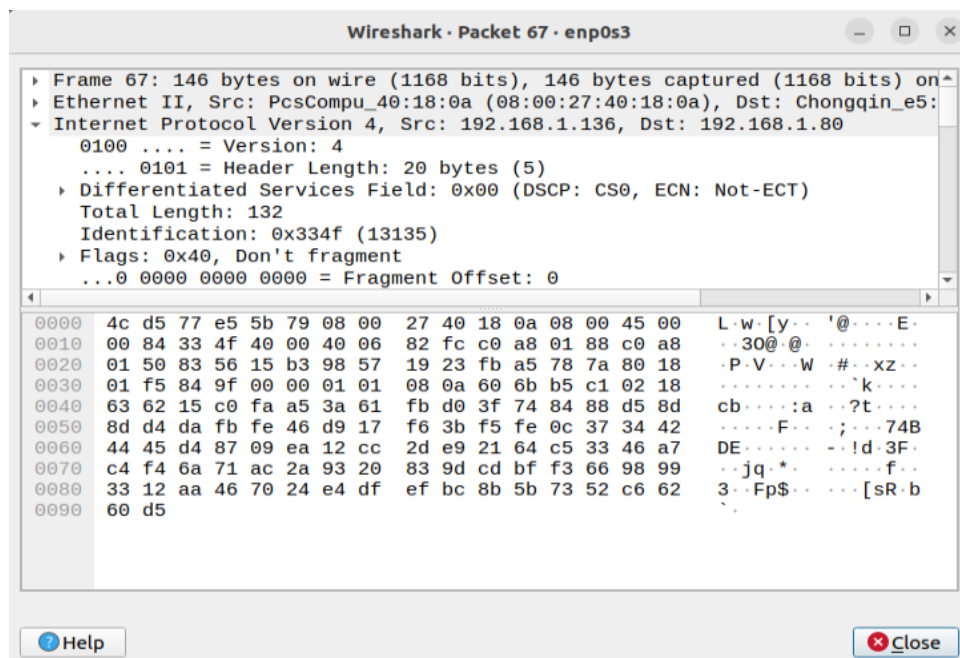 Wireshark · Packet 67 · enp0s3
Frame 67: 146 bytes on wire (1168 bits), 146 bytes captured (1168 bits) on
Ethernet II, Src: PcsCompu_40:18:0a (08:00:27:40:18:0a), Dst: Chongqin_e5:
Internet Protocol Version 4, Src: 192.168.1.136, Dst: 192.168.1.80
0100 .... = Version: 4
.... 0101 = Header Length: 20 bytes (5)
Differentiated Services Field: 0x00 (DSCP: CS0, ECN: Not-ECT)
Total Length: 132
Identification: 0x334f (13135)
Flags: 0x40, Don't fragment
...0 0000 0000 0000 = Fragment Offset: 0
0000 4c d5 77 e5 5b 79 08 00 27 40 18 0a 08 00 45 00 L·w·[y·· '@····E·
0010 00 84 33 4f 40 00 40 06 82 fc c0 a8 01 88 c0 a8 ··3O@·@· ········
0020 01 50 83 56 15 b3 98 57 19 23 fb a5 78 7a 80 18 ·P·V···W ·#··xz··
0030 01 f5 84 9f 00 00 01 01 08 0a 60 6b b5 c1 02 18 ········ ··`k····
0040 63 62 15 c0 fa a5 3a 61 fb d0 3f 74 84 88 d5 8d cb····:a ··?t····
0050 8d d4 da fb fe 46 d9 17 f6 3b f5 fe 0c 37 34 42 ·····F·· ·;···74B
0060 44 45 d4 87 09 ea 12 cc 2d e9 21 64 c5 33 46 a7 DE······ -·!d·3F·
0070 c4 f4 6a 71 ac 2a 93 20 83 9d cd bf f3 66 98 99 ··jq·*·  ·····f··
0080 33 12 aa 46 70 24 e4 df ef bc 8b 5b 73 52 c6 62 3··Fp$·· ···[sR·b
0090 60 d5 `·
Help
Close